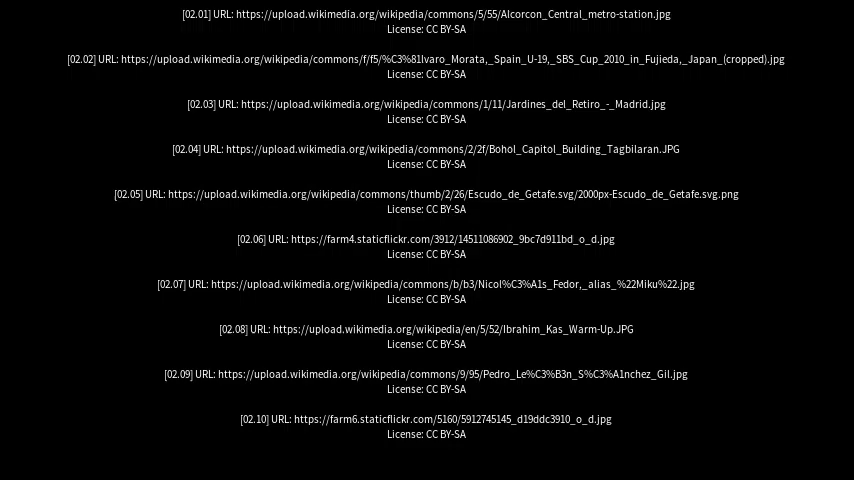 [02.01] URL: https://upload.wikimedia.org/wikipedia/commons/5/55/Alcorcon_Central_metro-station.jpg
License: CC BY-SA
[02.02] URL: https://upload.wikimedia.org/wikipedia/commons/f/f5/%C3%81lvaro_Morata,_Spain_U-19,_SBS_Cup_2010_in_Fujieda,_Japan_(cropped).jpg
License: CC BY-SA
[02.03] URL: https://upload.wikimedia.org/wikipedia/commons/1/11/Jardines_del_Retiro_-_Madrid.jpg
License: CC BY-SA
[02.04] URL: https://upload.wikimedia.org/wikipedia/commons/2/2f/Bohol_Capitol_Building_Tagbilaran.JPG
License: CC BY-SA
[02.05] URL: https://upload.wikimedia.org/wikipedia/commons/thumb/2/26/Escudo_de_Getafe.svg/2000px-Escudo_de_Getafe.svg.png
License: CC BY-SA
[02.06] URL: https://farm4.staticflickr.com/3912/14511086902_9bc7d911bd_o_d.jpg
License: CC BY-SA
[02.07] URL: https://upload.wikimedia.org/wikipedia/commons/b/b3/Nicol%C3%A1s_Fedor,_alias_%22Miku%22.jpg
License: CC BY-SA
[02.08] URL: https://upload.wikimedia.org/wikipedia/en/5/52/Ibrahim_Kas_Warm-Up.JPG
License: CC BY-SA
[02.09] URL: https://upload.wikimedia.org/wikipedia/commons/9/95/Pedro_Le%C3%B3n_S%C3%A1nchez_Gil.jpg
License: CC BY-SA
[02.10] URL: https://farm6.staticflickr.com/5160/5912745145_d19ddc3910_o_d.jpg
License: CC BY-SA